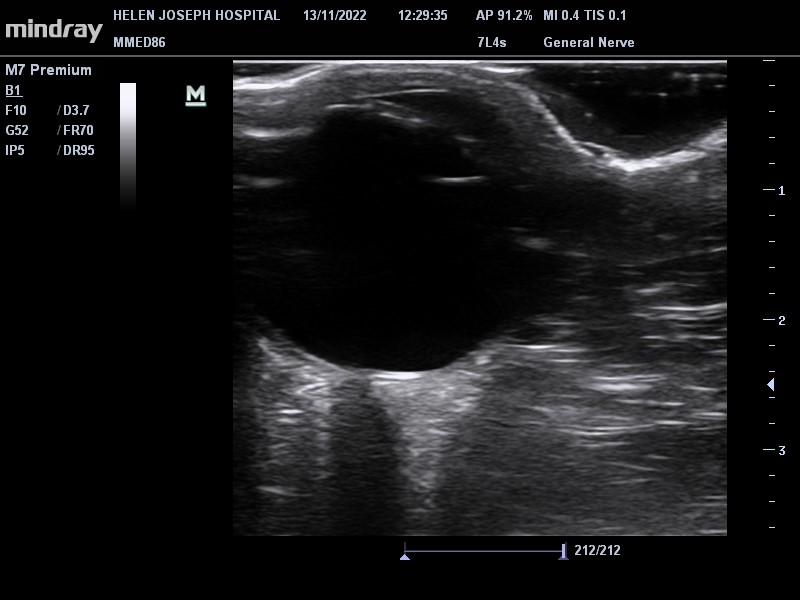 mindray
HELEN JOSEPH HOSPITAL 13/11/2022 12:29:35 AP 91.2% MI 0.4 TIS 0.1
MMED86 7L4s General Nerve
M7 Premium
B1
F10 / D3.7
G52 / FR70
IP5 / DR95
M
1
2
3
212/212